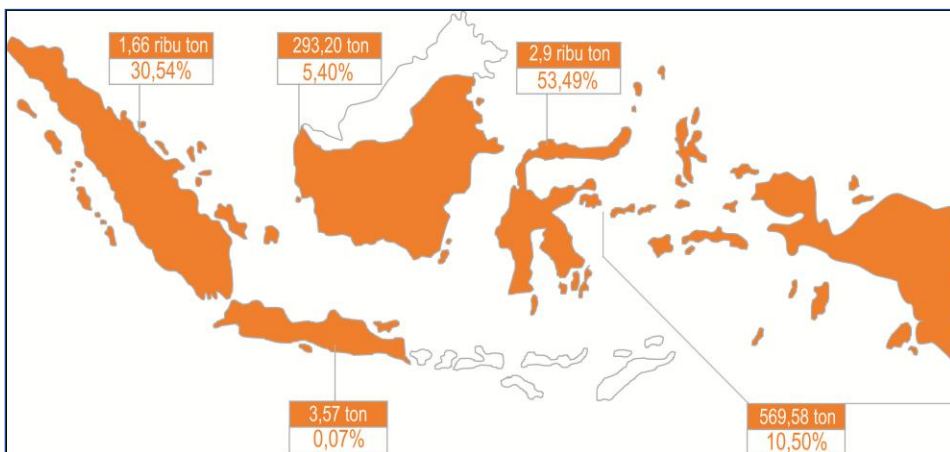 1,66 ribu ton
30,54%
293,20 ton
5,40%
2,9 ribu ton
53,49%
3,57 ton
0,07%
569,58 ton
10,50%